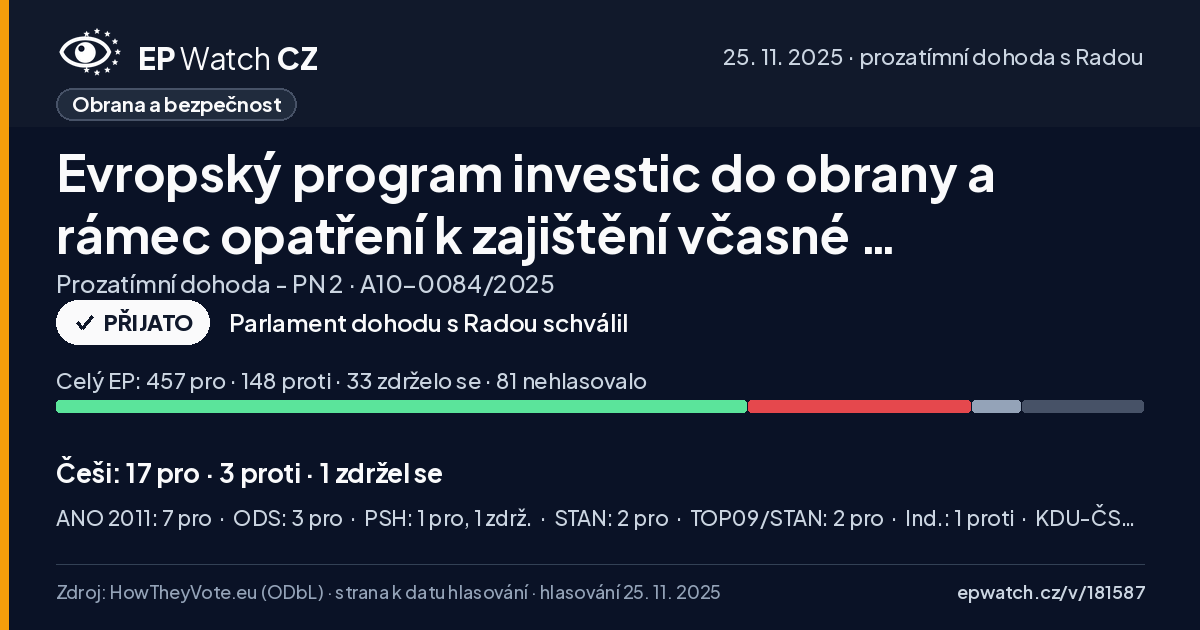 EP Watch CZ
25. 11. 2025 · prozatímní dohoda s Radou
Obrana a bezpečnost
Evropský program investic do obrany a
rámec opatření k zajištění včasné …
Prozatímní dohoda – PN 2 · A10-0084/2025
✓ PŘIJATO Parlament dohodu s Radou schválil
Celý EP: 457 pro · 148 proti · 33 zdrželo se · 81 nehlasovalo
Češi: 17 pro · 3 proti · 1 zdržel se
ANO 2011: 7 pro · ODS: 3 pro · PSH: 1 pro, 1 zdrž. · STAN: 2 pro · TOP09/STAN: 2 pro · Ind.: 1 proti · KDU-ČS…
Zdroj: HowTheyVote.eu (ODbL) · strana k datu hlasování · hlasování 25. 11. 2025
epwatch.cz/v/181587